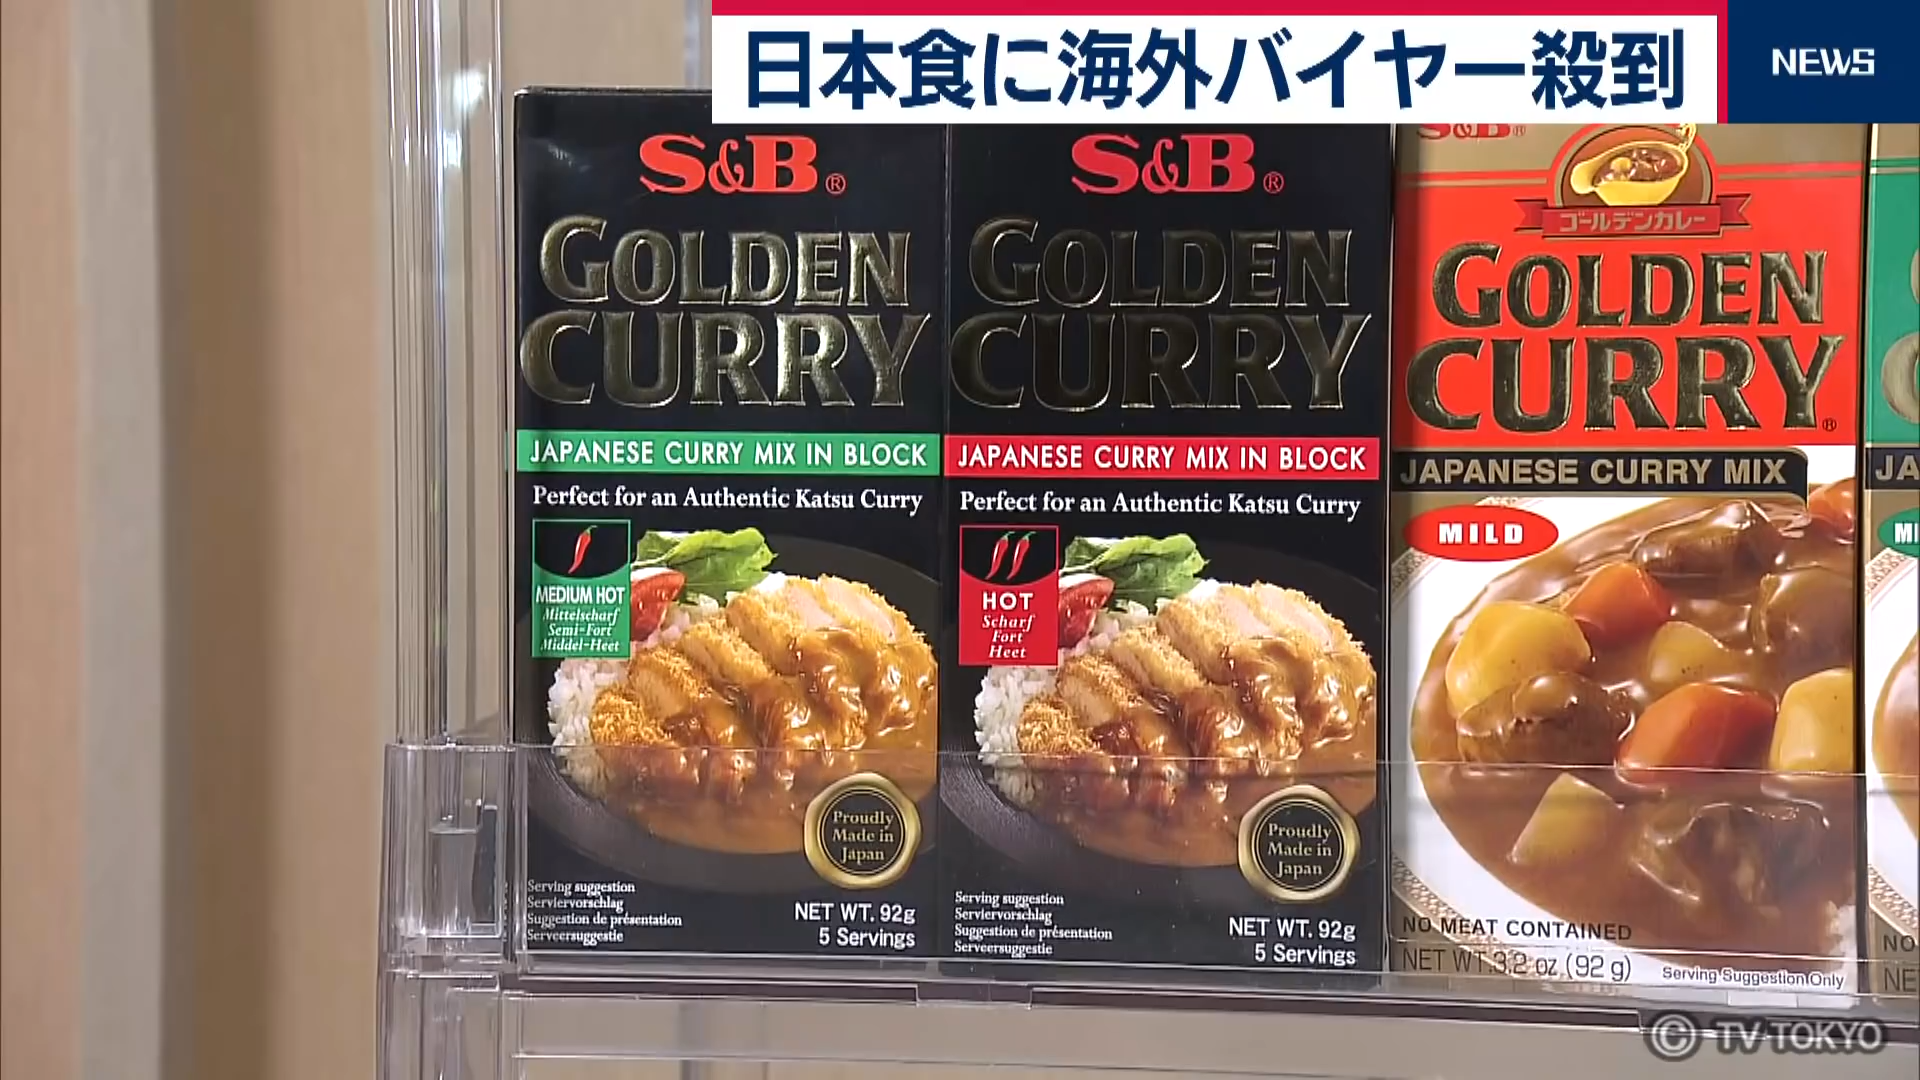 日本食に海外バイヤー殺到
NEWS
S&B®
GOLDEN
CURRY
JAPANESE CURRY MIX IN BLOCK
Perfect for an Authentic Katsu Curry
MEDIUM HOT
Mittelscharf
Semi-Fort
Middel-Heet
Proudly
Made in
Japan
Serving suggestion
Serviervorschlag
Suggestion de présentation
Serveersuggestie
NET WT. 92g
5 Servings
S&B®
GOLDEN
CURRY
JAPANESE CURRY MIX IN BLOCK
Perfect for an Authentic Katsu Curry
HOT
Scharf
Fort
Heet
Proudly
Made in
Japan
Serving suggestion
Serviervorschlag
Suggestion de présentation
Serveersuggestie
NET WT. 92g
5 Servings
S&B®
ゴールデンカレー
GOLDEN
CURRY®
JAPANESE CURRY MIX
MILD
NO MEAT CONTAINED
NET WT.3.2 oz (92 g)
Serving Suggestion Only
JA
MI
NO
NE
© TV TOKYO